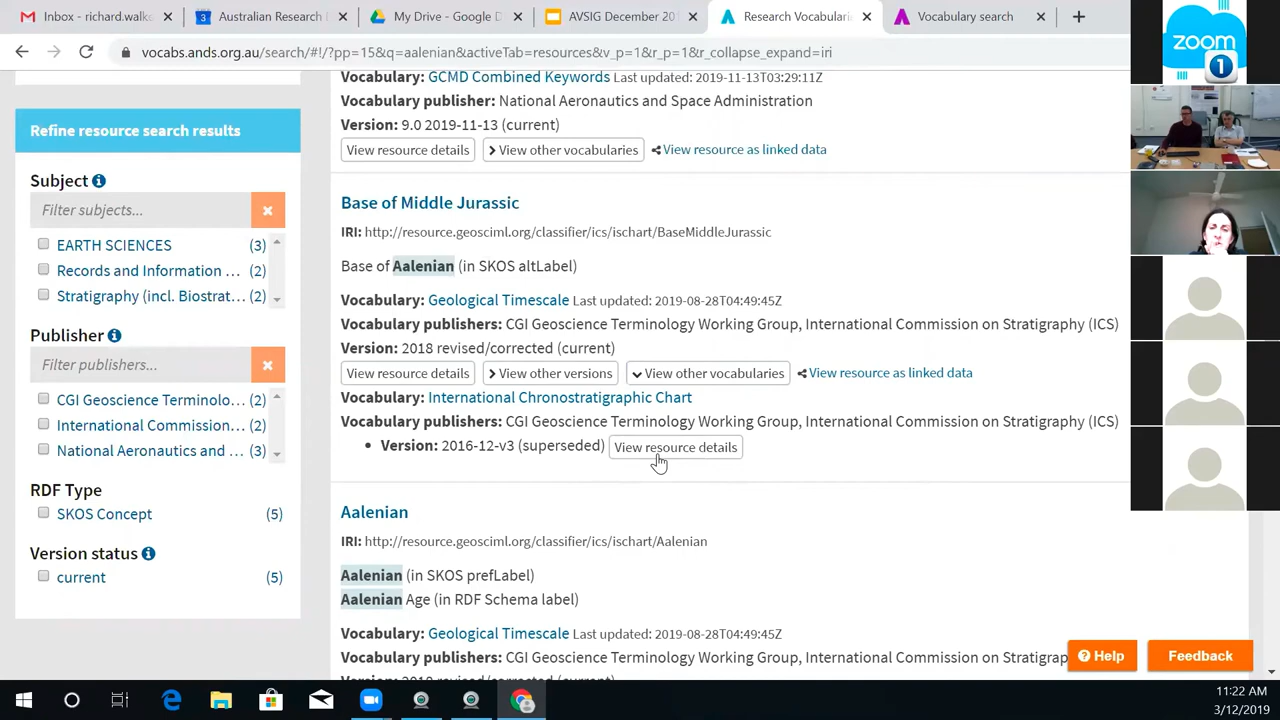 Inbox - richard.walke
Australian Research
My Drive - Google D
AVSIG December 201
Research Vocabulari
Vocabulary search
vocabs.ands.org.au/search/#!/?pp=15&q=aalenian&activeTab=resources&v_p=1&r_p=1&r_collapse_expand=iri
zoom
1
Vocabulary: GCMD Combined Keywords Last updated: 2019-11-13T03:29:11Z
Vocabulary publisher: National Aeronautics and Space Administration
Version: 9.0 2019-11-13 (current)
View resource details
View other vocabularies
View resource as linked data
Refine resource search results
Subject
Filter subjects...
EARTH SCIENCES (3)
Records and Information ... (2)
Stratigraphy (incl. Biostrat... (2)
Publisher
Filter publishers...
CGI Geoscience Terminolo... (2)
International Commission... (2)
National Aeronautics and ... (3)
RDF Type
SKOS Concept (5)
Version status
current (5)
Base of Middle Jurassic
IRI: http://resource.geosciml.org/classifier/ics/ischart/BaseMiddleJurassic
Base of Aalenian (in SKOS altLabel)
Vocabulary: Geological Timescale Last updated: 2019-08-28T04:49:45Z
Vocabulary publishers: CGI Geoscience Terminology Working Group, International Commission on Stratigraphy (ICS)
Version: 2018 revised/corrected (current)
View resource details
View other versions
View other vocabularies
View resource as linked data
Vocabulary: International Chronostratigraphic Chart
Vocabulary publishers: CGI Geoscience Terminology Working Group, International Commission on Stratigraphy (ICS)
Version: 2016-12-v3 (superseded) View resource details
Aalenian
IRI: http://resource.geosciml.org/classifier/ics/ischart/Aalenian
Aalenian (in SKOS prefLabel)
Aalenian Age (in RDF Schema label)
Vocabulary: Geological Timescale Last updated: 2019-08-28T04:49:45Z
Vocabulary publishers: CGI Geoscience Terminology Working Group, International Commission on Stratigrap
Help
Feedback
11:22 AM
3/12/2019